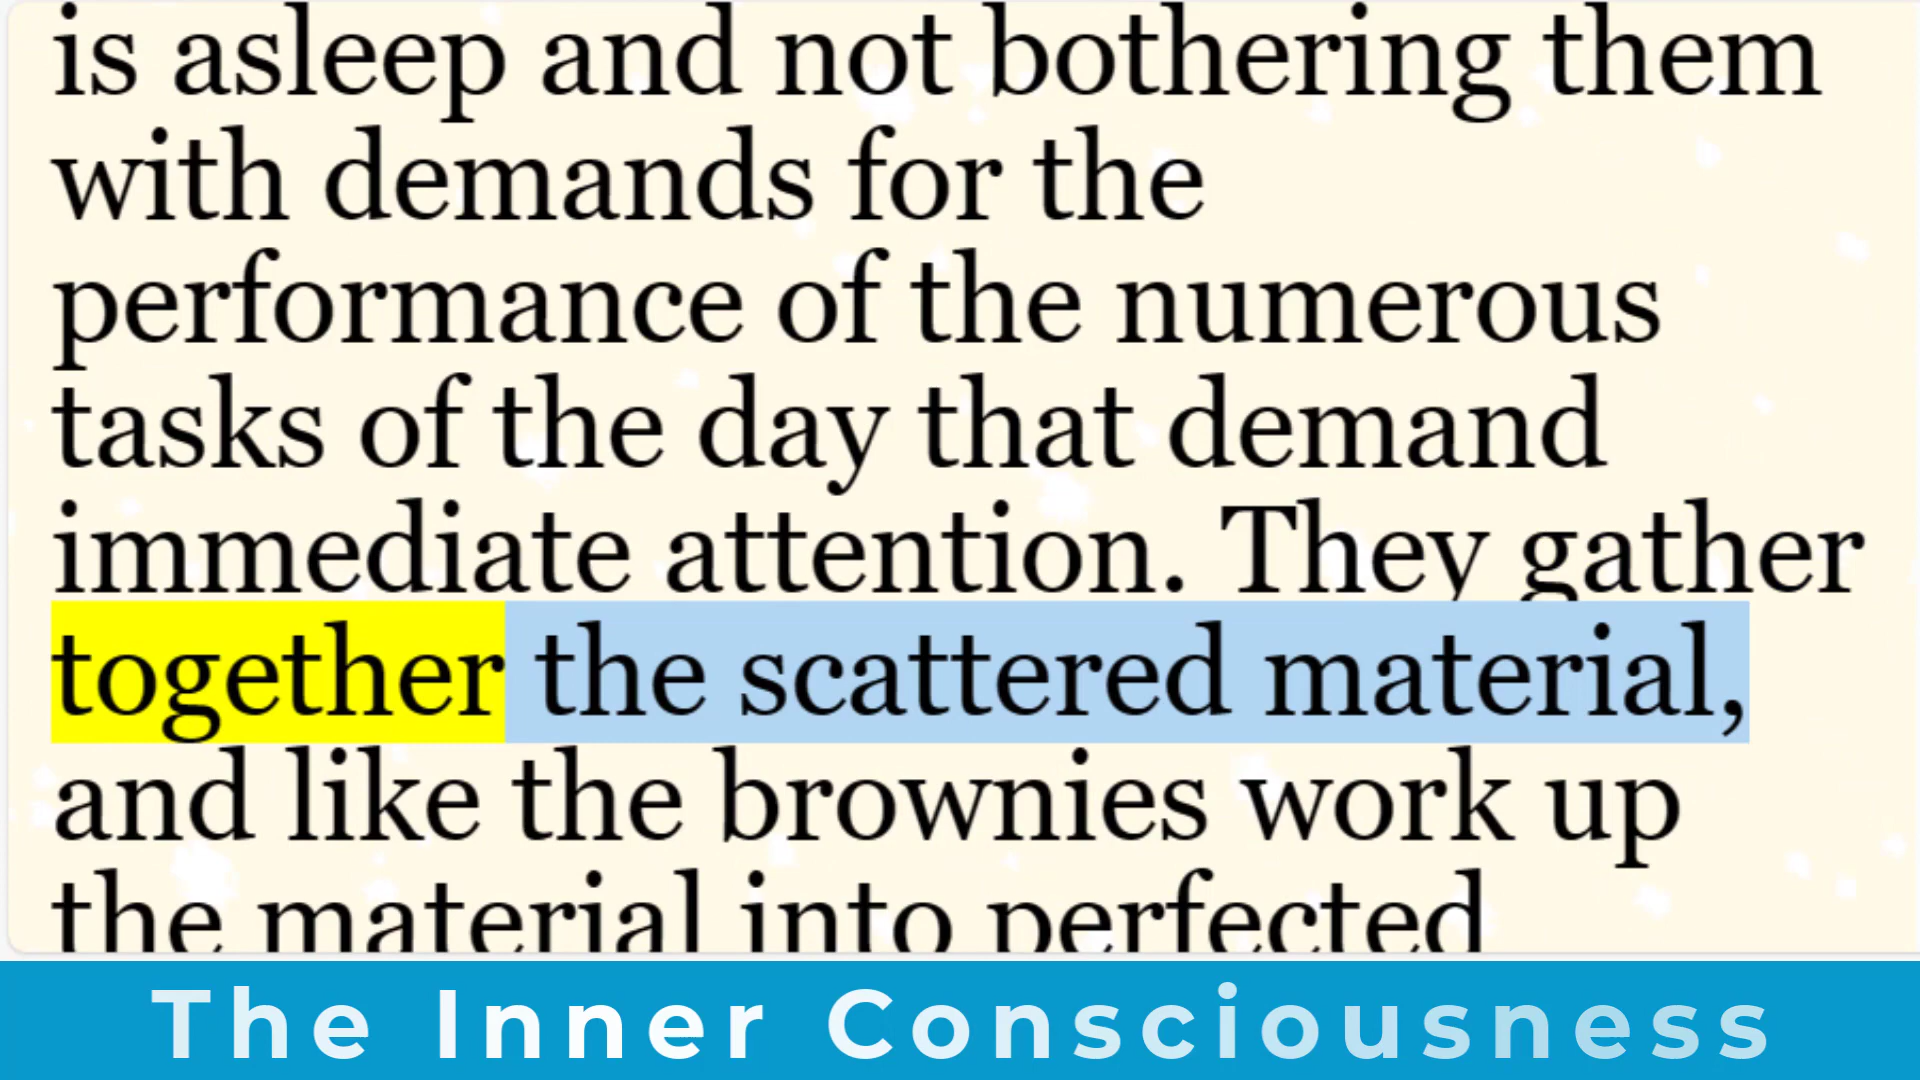 is asleep and not bothering them
with demands for the
performance of the numerous
tasks of the day that demand
immediate attention. They gather
together the scattered material,
and like the brownies work up
the material into perfected
The Inner Consciousness